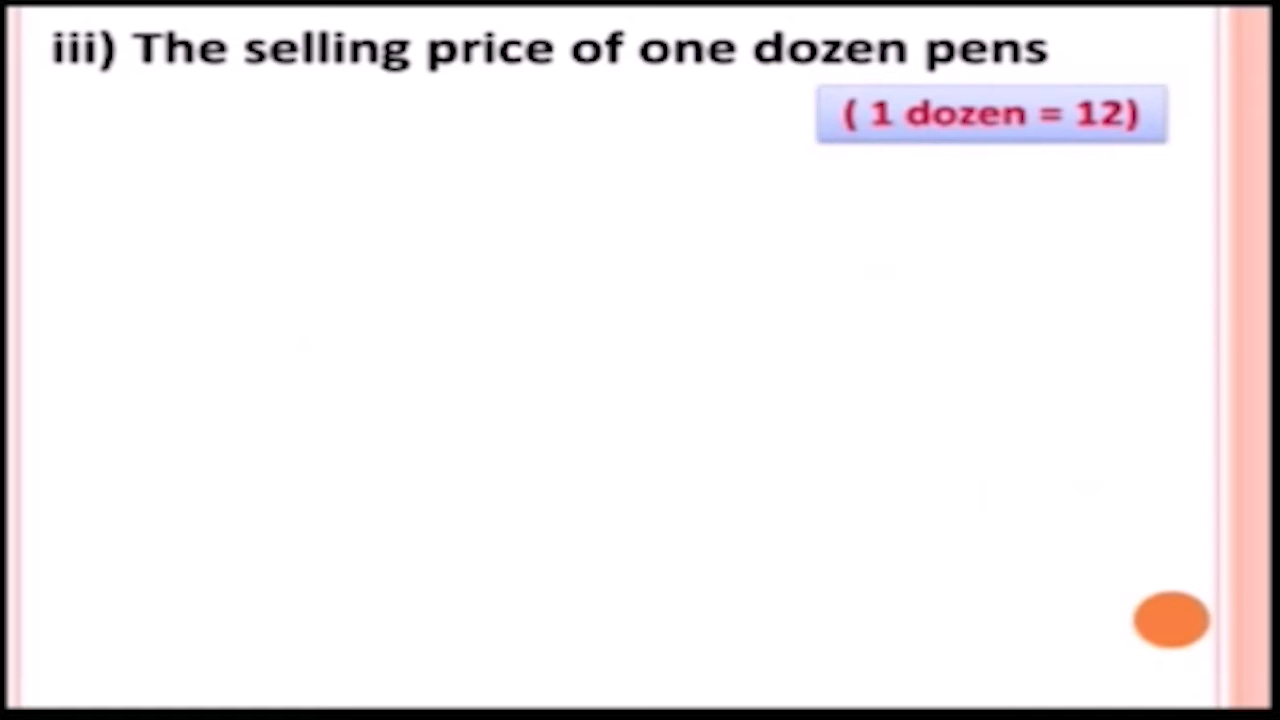 iii) The selling price of one dozen pens
( 1 dozen = 12)